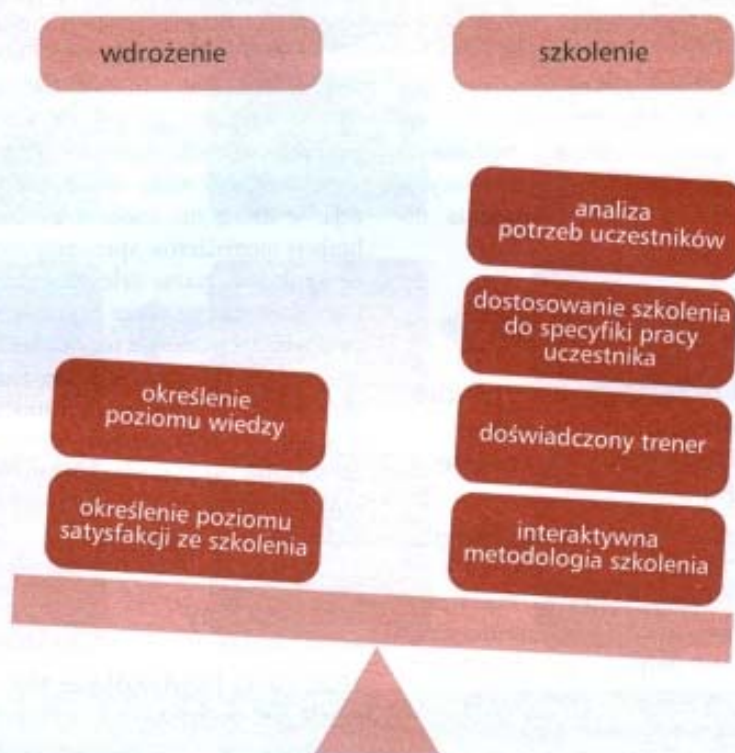 wdrożenie
szkolenie
analiza
potrzeb uczestników
dostosowanie szkolenia
do specyfiki pracy
uczestnika
doświadczony trener
interaktywna
metodologia szkolenia
określenie
poziomu wiedzy
określenie poziomu
satysfakcji ze szkolenia